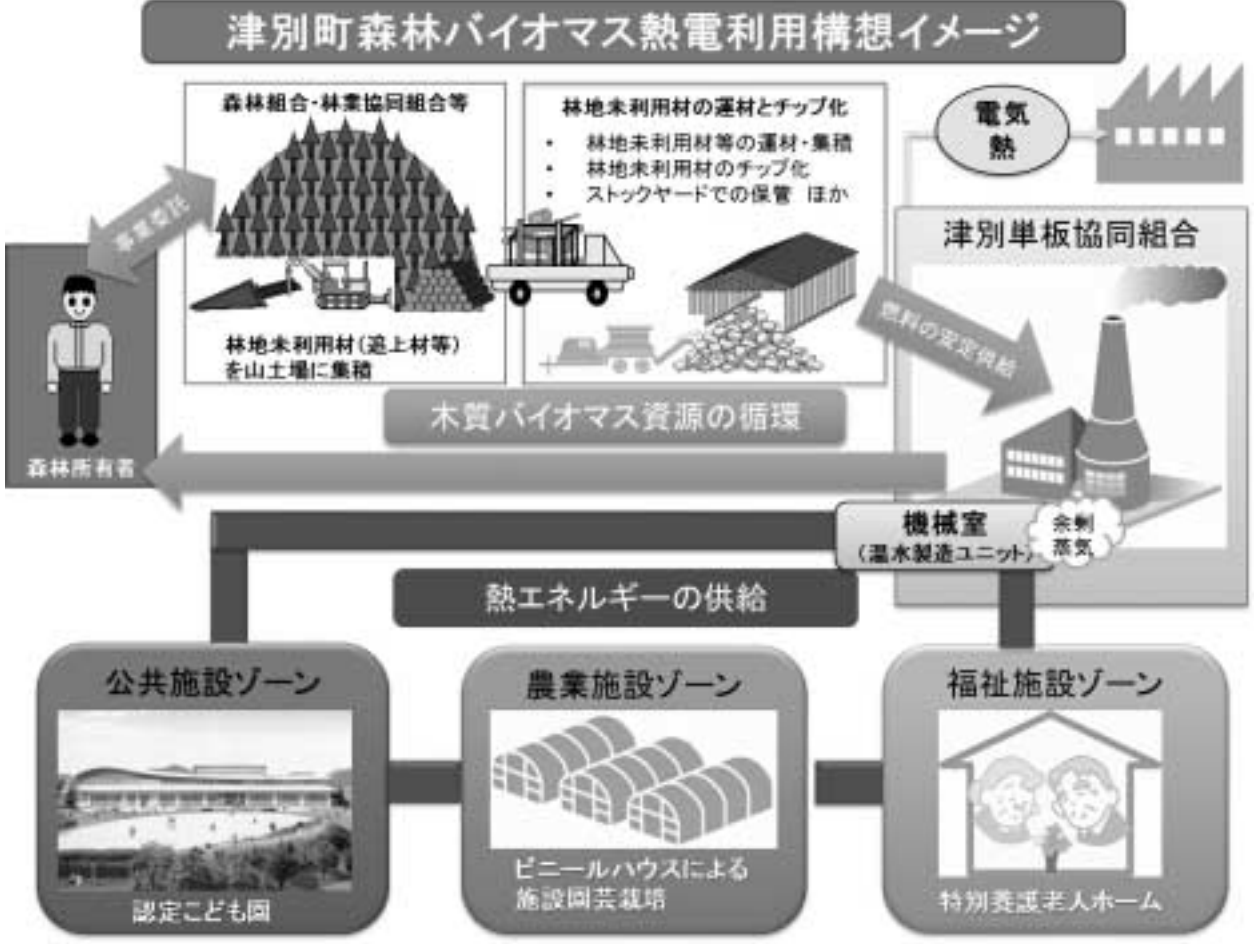 津別町森林バイオマス熱電利用構想イメージ
森林組合・林業協同組合等
林地未利用材の運材とチップ化
・ 林地未利用材等の運材・集積
・ 林地未利用材のチップ化
・ ストックヤードでの保管 ほか
電気
熱
事業委託
津別単板協同組合
燃料の安定供給
林地未利用材(追上材等)
を山土場に集積
木質バイオマス資源の循環
森林所有者
機械室
(温水製造ユニット)
余剰
蒸気
熱エネルギーの供給
公共施設ゾーン
農業施設ゾーン
福祉施設ゾーン
認定こども園
ビニールハウスによる
施設園芸栽培
特別養護老人ホーム